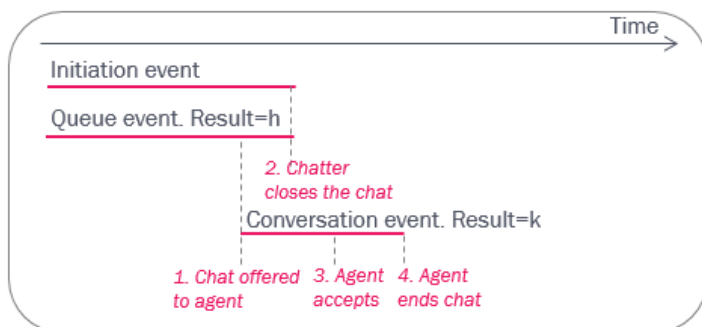 Time
Initiation event
Queue event. Result=h
2. Chatter
closes the chat
Conversation event. Result=k
1. Chat offered
to agent
3. Agent
accepts
4. Agent
ends chat